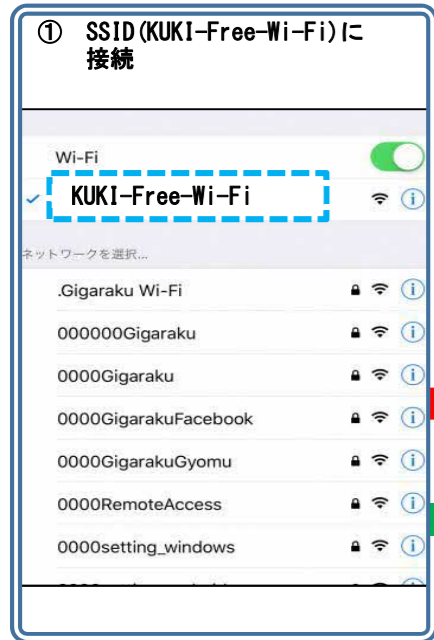 ① SSID(KUKI-Free-Wi-Fi)に
接続
Wi-Fi
KUKI-Free-Wi-Fi
ネットワークを選択...
.Gigaraku Wi-Fi
000000Gigaraku
0000Gigaraku
0000GigarakuFacebook
0000GigarakuGyomu
0000RemoteAccess
0000setting_windows